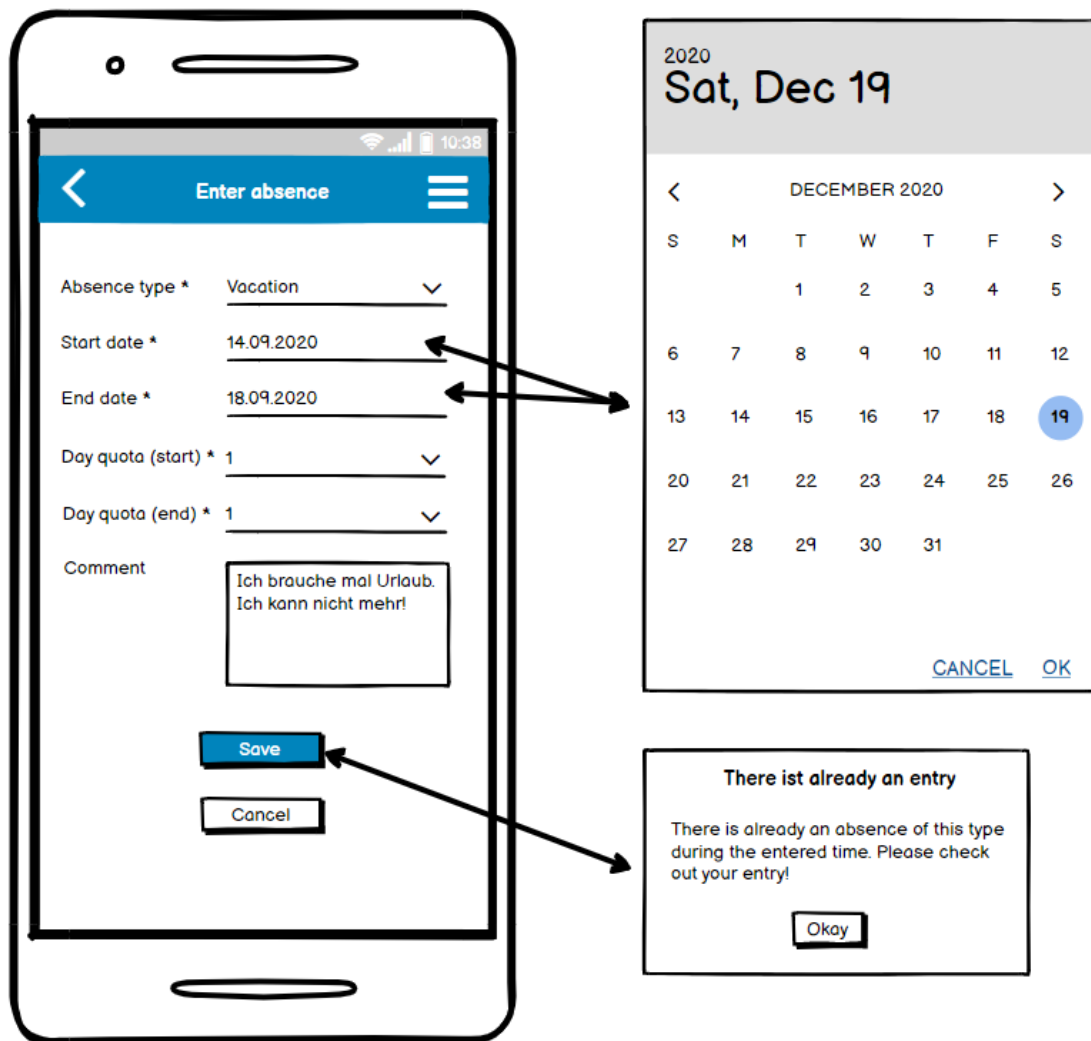 10:38
Enter absence
Absence type * Vacation
Start date * 14.09.2020
End date * 18.09.2020
Day quota (start) * 1
Day quota (end) * 1
Comment
Ich brauche mal Urlaub.
Ich kann nicht mehr!
Save
Cancel
2020
Sat, Dec 19
DECEMBER 2020
S M T W T F S
1 2 3 4 5
6 7 8 9 10 11 12
13 14 15 16 17 18 19
20 21 22 23 24 25 26
27 28 29 30 31
CANCEL OK
There ist already an entry
There is already an absence of this type
during the entered time. Please check
out your entry!
Okay